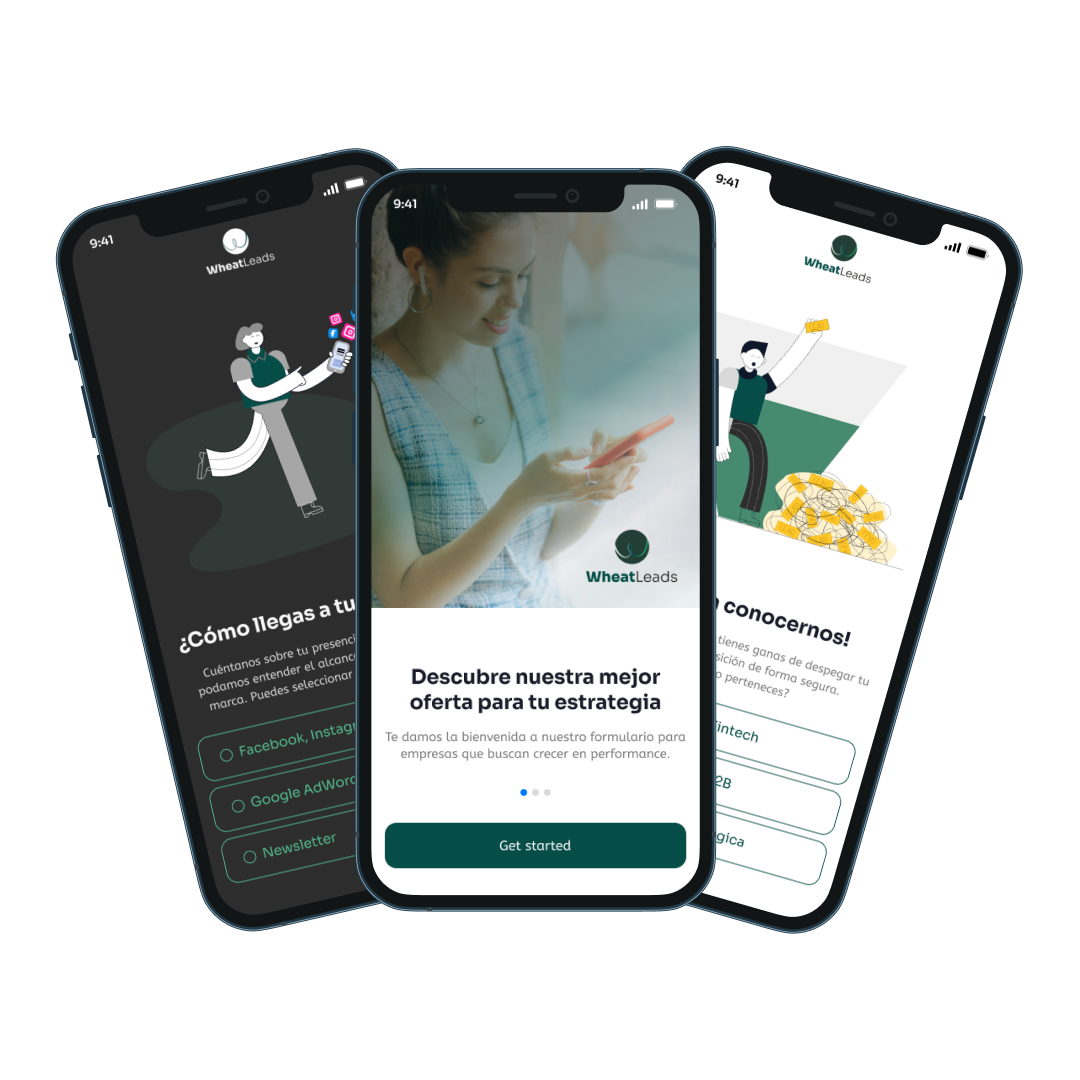 9:41
WheatLeads
¿Cómo llegas a tu
Cuéntanos sobre tu presenci
podamos entender el alcanc
marca. Puedes seleccionar
Facebook, Instagr
Google AdWord
Newsletter
9:41
WheatLeads
Descubre nuestra mejor
oferta para tu estrategia
Te damos la bienvenida a nuestro formulario para
empresas que buscan crecer en performance.
Get started
9:41
WheatLeads
conocernos!
tienes ganas de despegar tu
sición de forma segura.
o perteneces?
intech
2B
gica